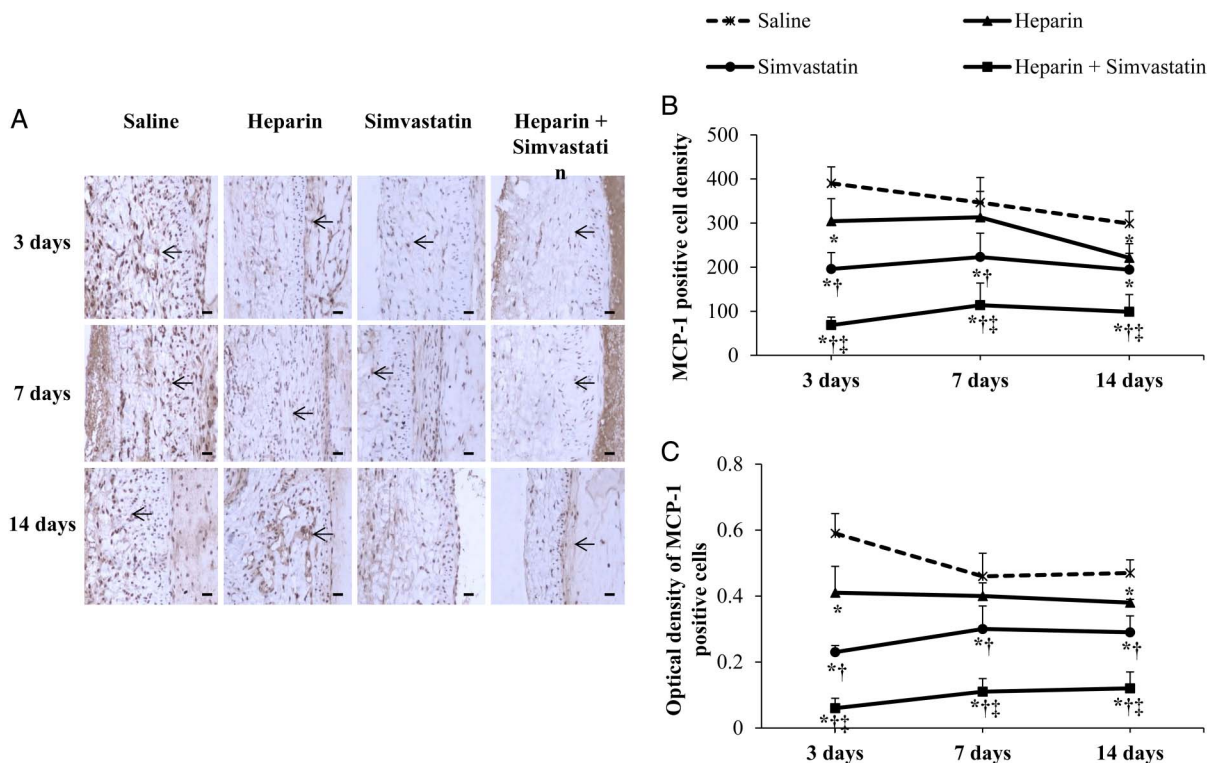 Saline
Heparin
Simvastatin
Heparin + Simvastatin
A
Saline
Heparin
Simvastatin
Heparin +
Simvastati
n
3 days
7 days
14 days
B
MCP-1 positive cell density
500
400
300
200
100
0
*
*†
*†‡
*†
*†‡
*
*
*†‡
3 days
7 days
14 days
C
Optical density of MCP-1
positive cells
0.8
0.6
0.4
0.2
0
*
*†
*†‡
*†
*†‡
*
*†
*†‡
3 days
7 days
14 days